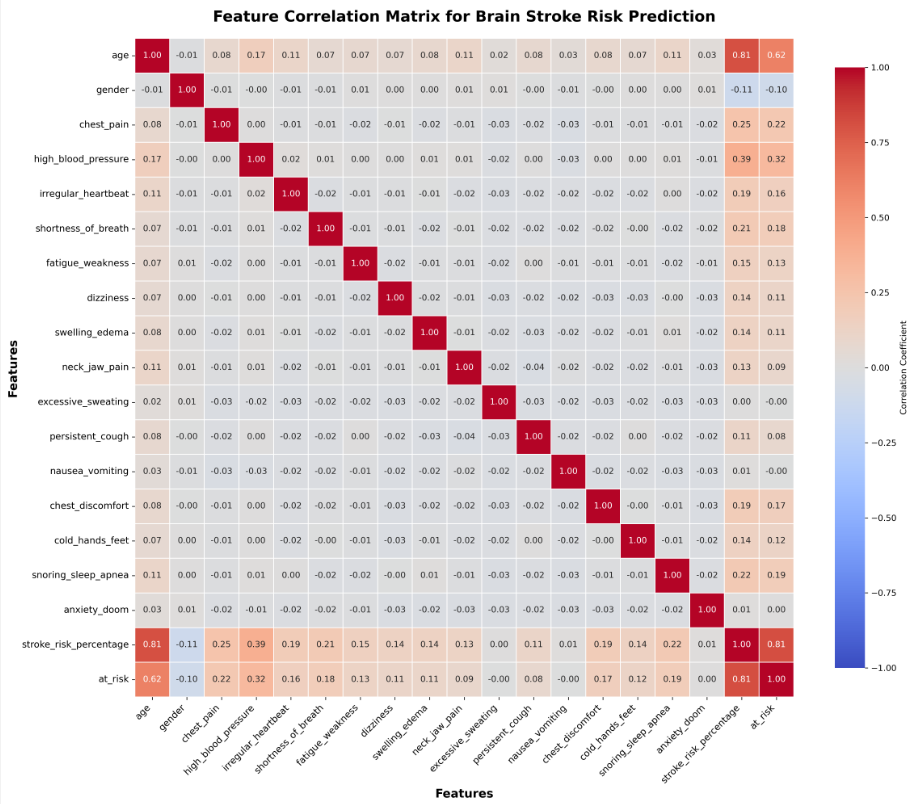 Feature Correlation Matrix for Brain Stroke Risk Prediction
age 1.00 -0.01 0.08 0.17 0.11 0.07 0.07 0.07 0.08 0.11 0.02 0.08 0.03 0.08 0.07 0.11 0.03 0.81 0.62
gender -0.01 1.00 -0.01 -0.00 -0.01 -0.01 0.01 0.00 0.00 0.01 0.01 -0.00 -0.01 -0.00 0.00 0.00 0.01 -0.11 -0.10
chest_pain 0.08 -0.01 1.00 0.00 -0.01 -0.01 -0.02 -0.01 -0.02 -0.01 -0.03 -0.02 -0.03 -0.01 -0.01 -0.01 -0.02 0.25 0.22
high_blood_pressure 0.17 -0.00 0.00 1.00 0.02 0.01 0.00 0.00 0.01 0.01 -0.02 0.00 -0.03 0.00 0.00 0.01 -0.01 0.39 0.32
irregular_heartbeat 0.11 -0.01 -0.01 0.02 1.00 -0.02 -0.01 -0.01 -0.02 -0.01 -0.03 -0.02 -0.02 -0.01 -0.02 0.00 -0.02 0.19 0.16
shortness_of_breath 0.07 -0.01 -0.01 0.01 -0.02 1.00 -0.01 -0.01 -0.01 -0.00 -0.02 -0.02 -0.02 -0.02 -0.00 -0.01 -0.02 0.21 0.18
fatigue_weakness 0.07 0.01 -0.02 0.00 -0.01 -0.01 1.00 -0.02 -0.01 -0.01 -0.02 0.00 -0.01 -0.01 -0.01 -0.02 -0.01 0.15 0.13
dizziness 0.07 0.00 -0.01 0.00 -0.01 -0.01 -0.02 1.00 -0.02 -0.01 -0.03 -0.02 -0.02 -0.03 -0.03 -0.00 -0.03 0.14 0.11
swelling_edema 0.08 0.00 -0.02 0.01 -0.02 -0.01 -0.01 -0.02 1.00 -0.01 -0.02 -0.03 -0.02 -0.02 -0.01 0.01 -0.02 0.14 0.11
neck_jaw_pain 0.11 0.01 -0.01 0.01 -0.01 -0.00 -0.01 -0.01 -0.01 1.00 -0.02 -0.04 -0.02 -0.01 -0.02 -0.01 -0.02 0.13 0.09
excessive_sweating 0.02 0.01 -0.03 -0.02 -0.03 -0.02 -0.02 -0.03 -0.02 -0.02 1.00 -0.03 -0.02 -0.03 -0.03 -0.02 -0.03 0.00 -0.00
persistent_cough 0.08 -0.00 -0.02 0.00 -0.02 -0.02 0.00 -0.02 -0.03 -0.04 -0.03 1.00 -0.02 -0.02 0.00 -0.02 -0.02 0.11 0.08
nausea_vomiting 0.03 -0.01 -0.03 -0.03 -0.02 -0.02 -0.01 -0.02 -0.02 -0.02 -0.02 -0.02 1.00 -0.02 -0.02 -0.03 -0.03 0.01 -0.00
chest_discomfort 0.08 -0.00 -0.01 0.00 -0.01 -0.02 -0.01 -0.03 -0.02 -0.01 -0.03 -0.02 -0.02 1.00 -0.00 -0.01 -0.03 0.19 0.17
cold_hands_feet 0.07 0.00 -0.01 0.00 -0.02 -0.00 -0.01 -0.03 -0.01 -0.02 -0.03 0.00 -0.02 -0.00 1.00 -0.01 -0.02 0.14 0.12
snoring_sleep_apnea 0.11 0.00 -0.01 0.01 0.00 -0.01 -0.02 -0.00 0.01 -0.01 -0.02 -0.02 -0.03 -0.01 -0.01 1.00 -0.02 0.22 0.19
anxiety_doom 0.03 0.01 -0.02 -0.01 -0.02 -0.02 -0.01 -0.03 -0.02 -0.02 -0.03 -0.02 -0.03 -0.03 -0.02 -0.02 1.00 0.01 0.00
stroke_risk_percentage 0.81 -0.11 0.25 0.39 0.19 0.21 0.15 0.14 0.14 0.13 0.00 0.11 0.01 0.19 0.14 0.22 0.01 1.00 0.81
at_risk 0.62 -0.10 0.22 0.32 0.16 0.18 0.13 0.11 0.11 0.09 -0.00 0.08 -0.00 0.17 0.12 0.19 0.00 0.81 1.00
age
gender
chest_pain
high_blood_pressure
irregular_heartbeat
shortness_of_breath
fatigue_weakness
dizziness
swelling_edema
neck_jaw_pain
excessive_sweating
persistent_cough
nausea_vomiting
chest_discomfort
cold_hands_feet
snoring_sleep_apnea
anxiety_doom
stroke_risk_percentage
at_risk
Features
Features
1.00
0.75
0.50
0.25
0.00
−0.25
−0.50
−0.75
−1.00
Correlation Coefficient